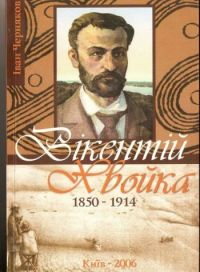 Іван Черняков
Вікентій
Хвойка
1850 - 1914
Київ - 2006